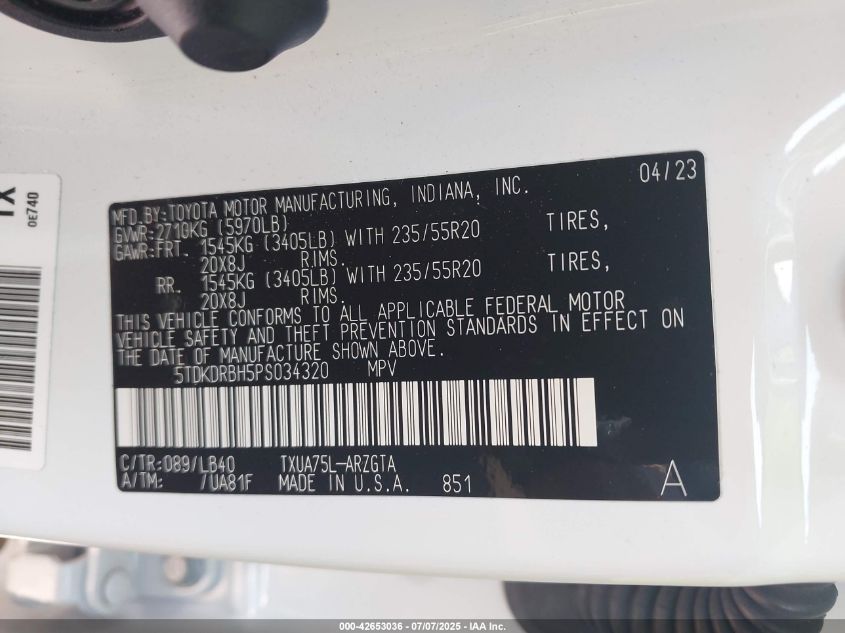 MFD.BY:TOYOTA MOTOR MANUFACTURING, INDIANA, INC. 04/23
GVWR:2710KG (5970LB)
GAWR:FRT. 1545KG (3405LB) WITH 235/55R20 TIRES,
20X8J RIMS.
RR. 1545KG (3405LB) WITH 235/55R20 TIRES,
20X8J RIMS.
THIS VEHICLE CONFORMS TO ALL APPLICABLE FEDERAL MOTOR
VEHICLE SAFETY AND THEFT PREVENTION STANDARDS IN EFFECT ON
THE DATE OF MANUFACTURE SHOWN ABOVE.
5TDKDRBH5PS034320 MPV
C/TR:089/LB40 TXUA75L-ARZGTA
A/TM: /UA81F MADE IN U.S.A. 851 A
0E740
000-42653036 - 07/07/2025 - IAA Inc.